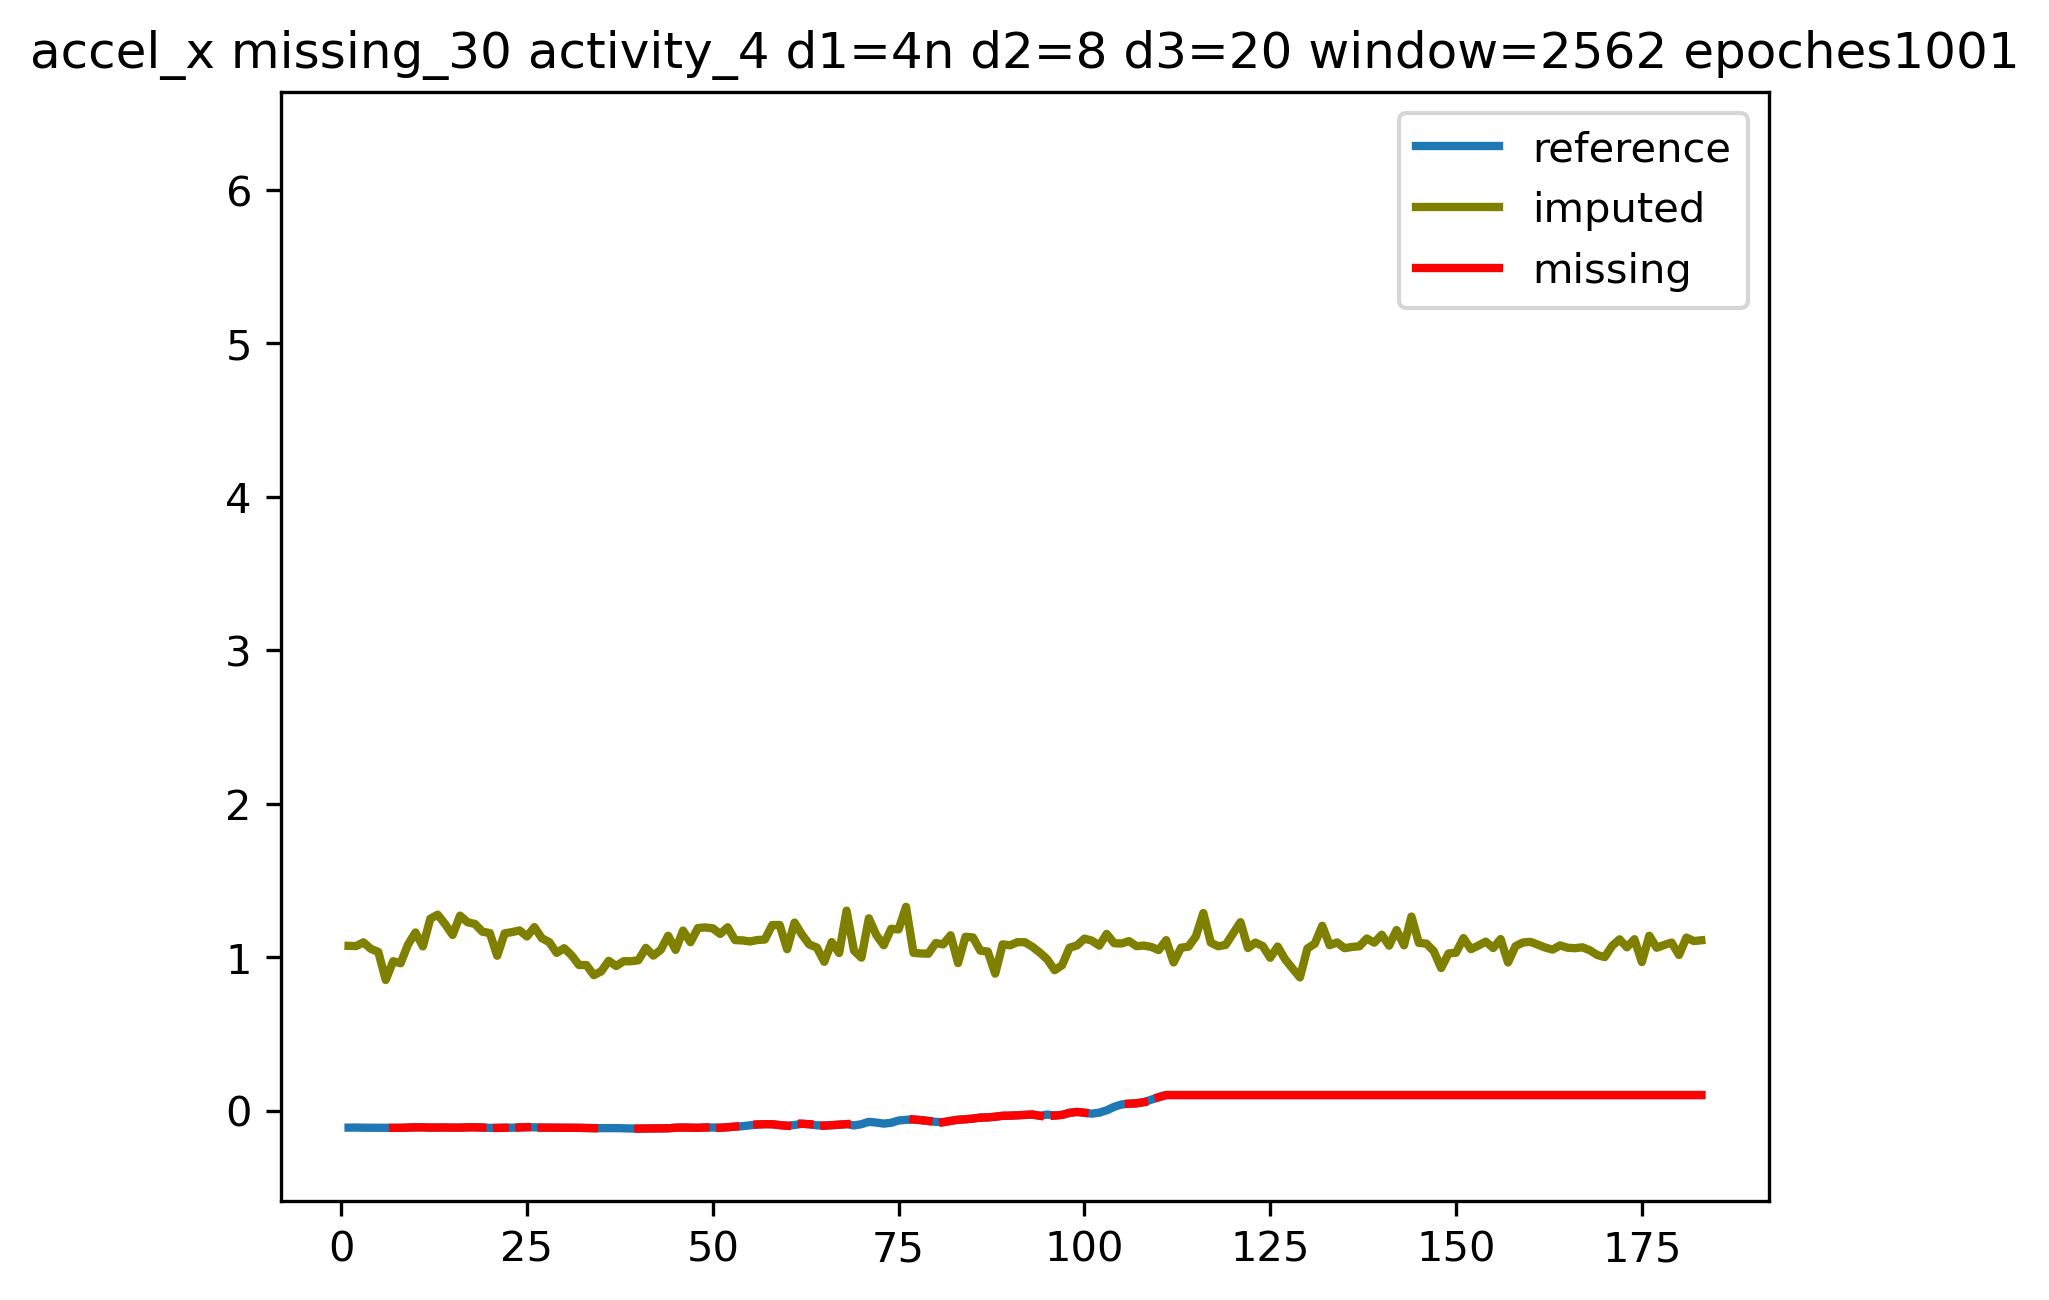 accel_x missing_30 activity_4 d1=4n d2=8 d3=20 window=2562 epoches1001
reference
imputed
missing
6
5
4
3
2
1
0
0 25 50 75 100 125 150 175